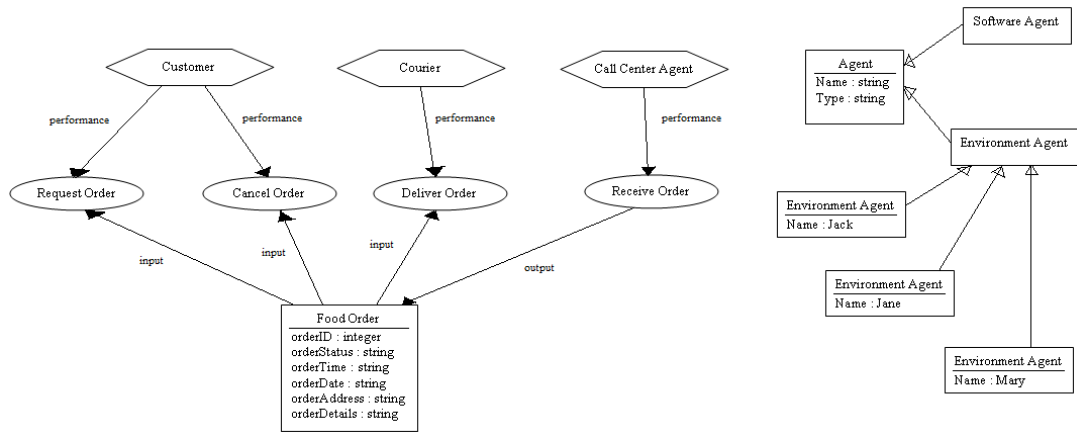 Software Agent
Customer
Courier
Call Center Agent
Agent
Name : string
Type : string
performance
performance
performance
performance
Environment Agent
Request Order
Cancel Order
Deliver Order
Receive Order
Environment Agent
Name : Jack
input
input
input
output
Environment Agent
Name : Jane
Food Order
orderID : integer
orderStatus : string
orderTime : string
orderDate : string
orderAddress : string
orderDetails : string
Environment Agent
Name : Mary